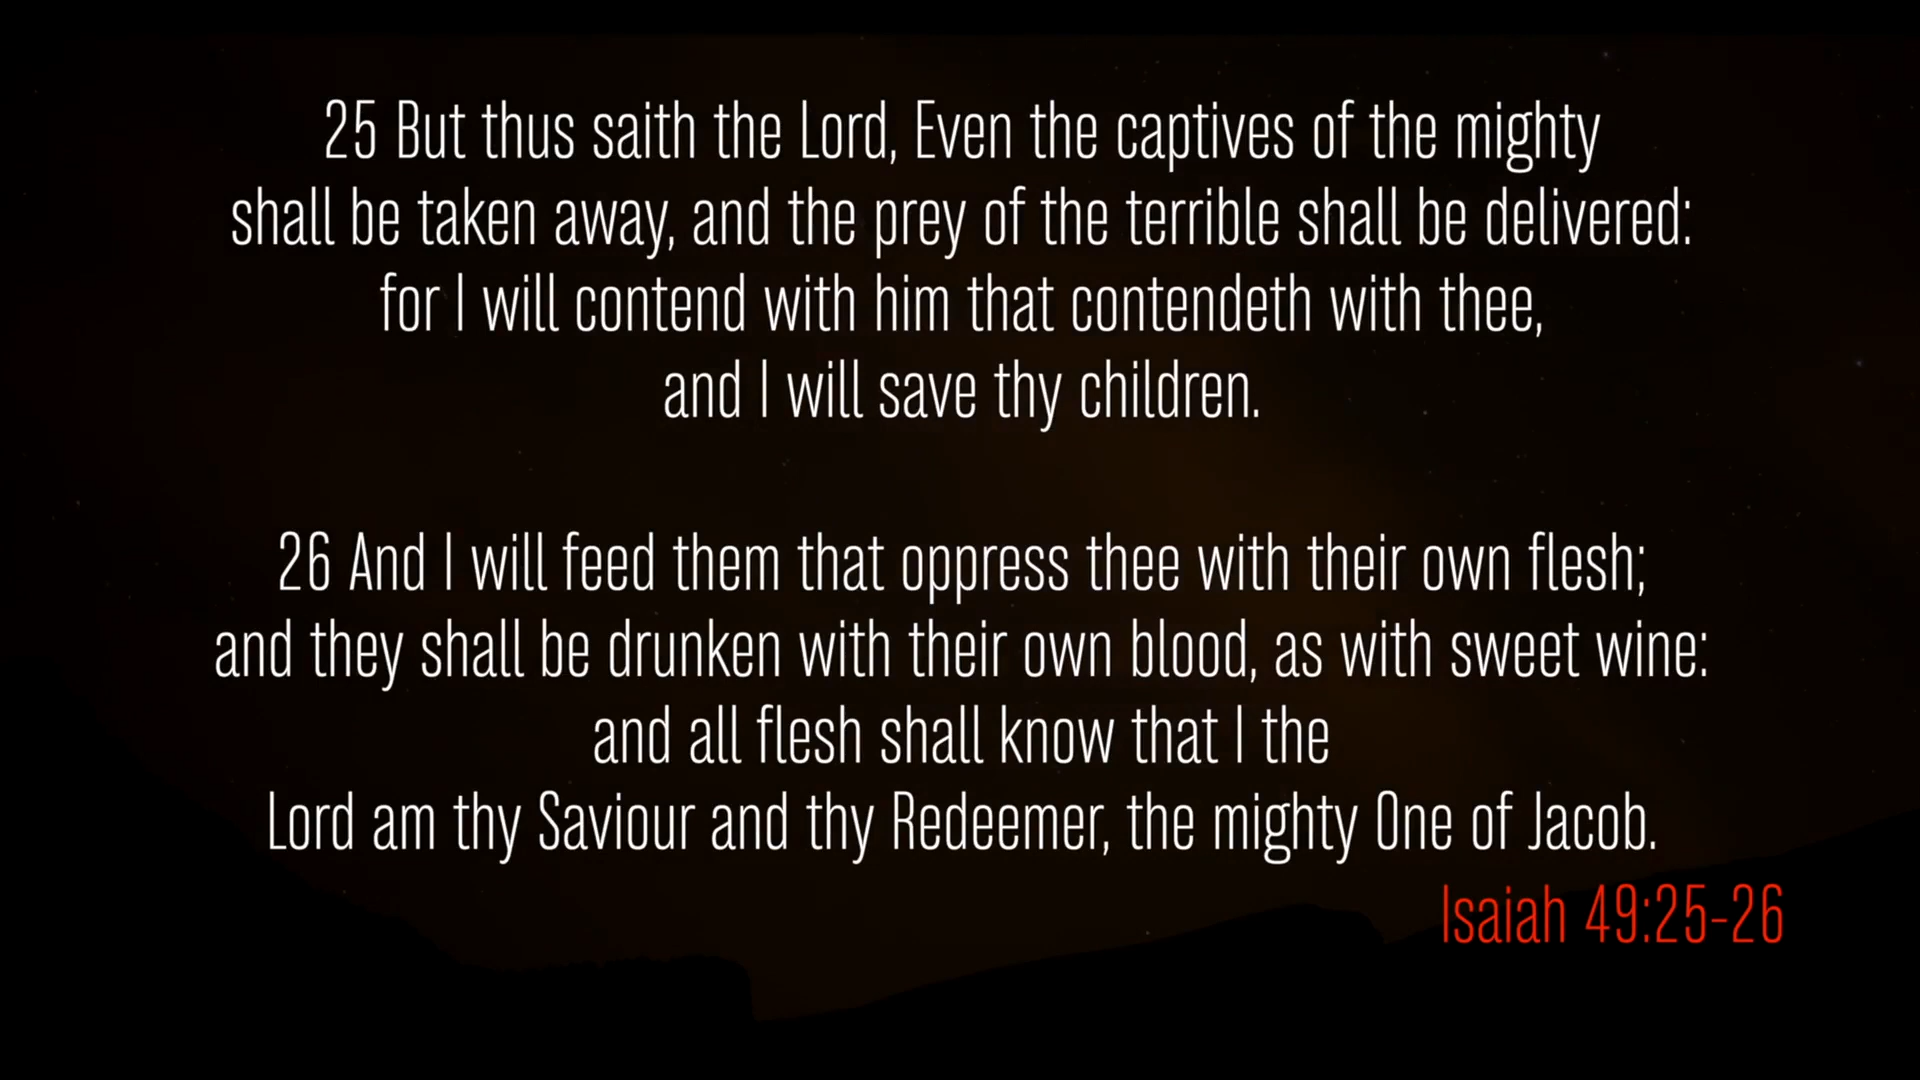 25 But thus saith the Lord, Even the captives of the mighty
shall be taken away, and the prey of the terrible shall be delivered:
for I will contend with him that contendeth with thee,
and I will save thy children.
26 And I will feed them that oppress thee with their own flesh;
and they shall be drunken with their own blood, as with sweet wine:
and all flesh shall know that I the
Lord am thy Saviour and thy Redeemer, the mighty One of Jacob.
Isaiah 49:25-26